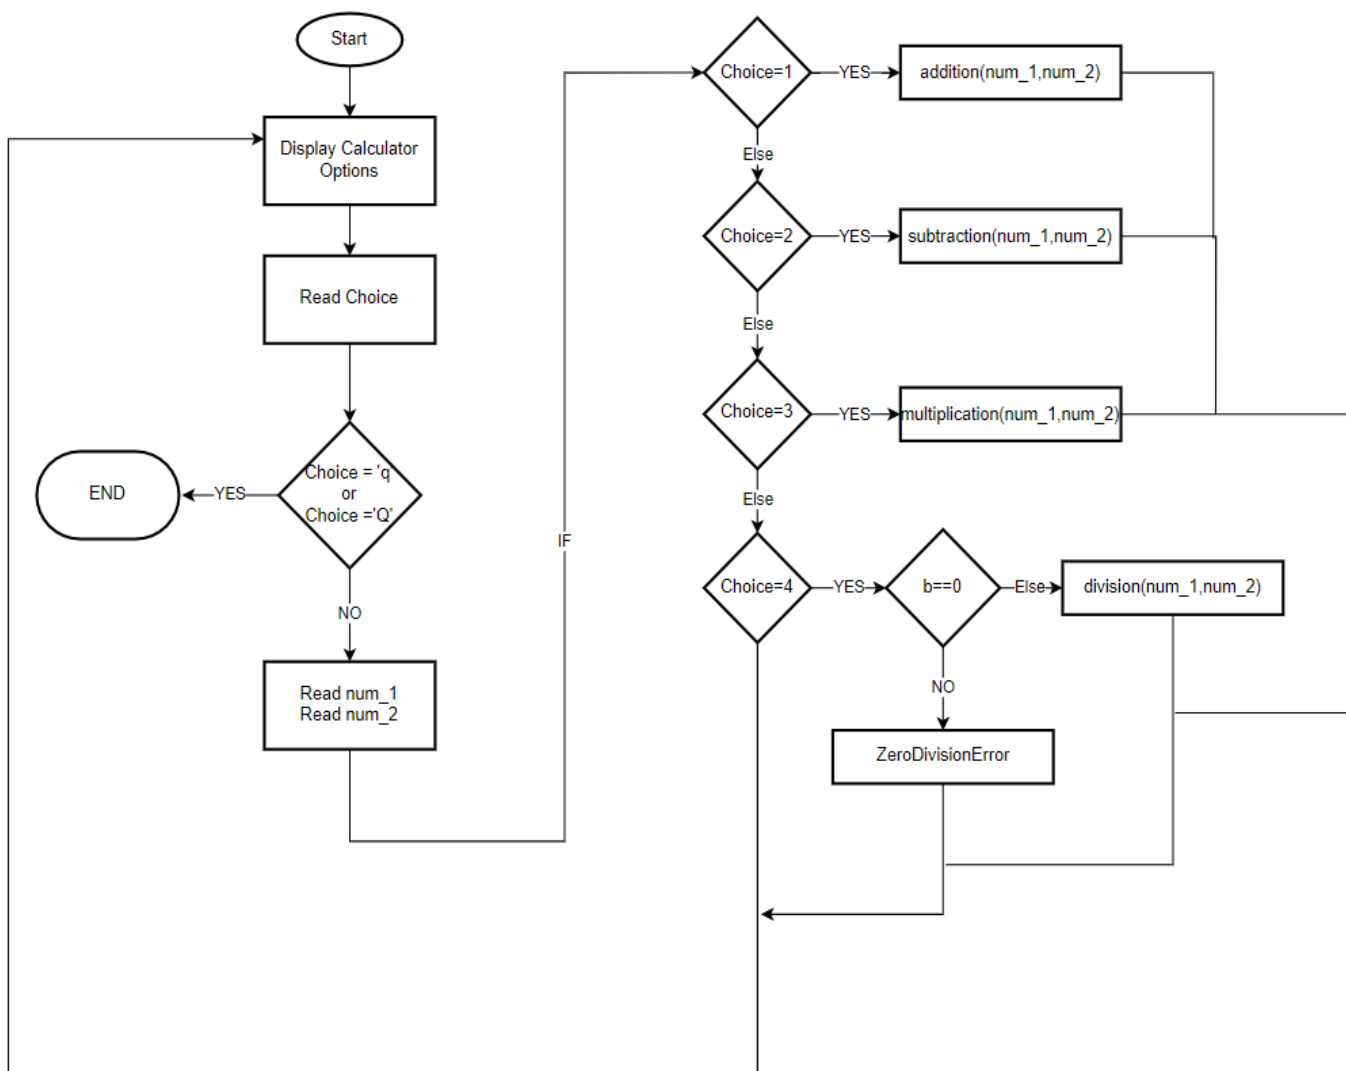 Start
Display Calculator
Options
Read Choice
Choice = 'q'
or
Choice ='Q'
YES
END
NO
Read num_1
Read num_2
IF
Choice=1
YES
addition(num_1,num_2)
Else
Choice=2
YES
subtraction(num_1,num_2)
Else
Choice=3
YES
multiplication(num_1,num_2)
Else
Choice=4
YES
b==0
Else
division(num_1,num_2)
NO
ZeroDivisionError